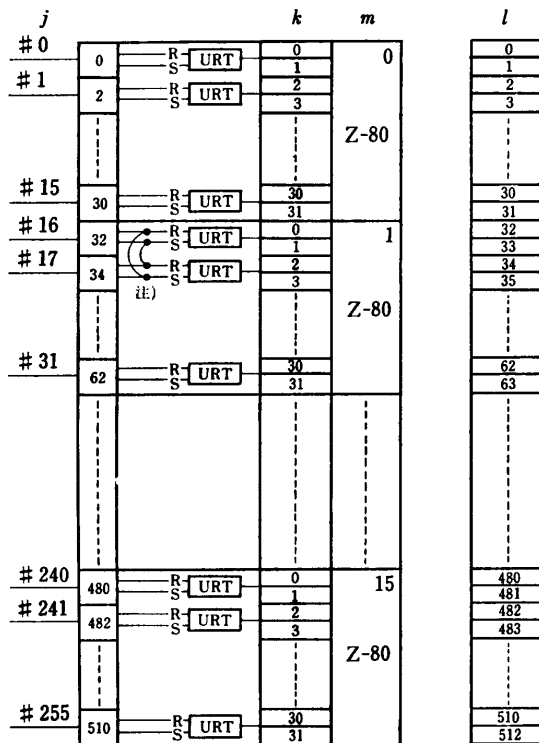 j k m l
# 0 0 R S URT 0 1 0 0 1
# 1 2 R S URT 2 3 2 3
Z-80
# 15 30 R S URT 30 31 30 31
# 16 32 R S URT 0 1 1 32 33
# 17 34 R S URT 2 3 34 35
注)
Z-80
# 31 62 R S URT 30 31 62 63
# 240 480 R S URT 0 1 15 480 481
# 241 482 R S URT 2 3 482 483
Z-80
# 255 510 R S URT 30 31 510 512